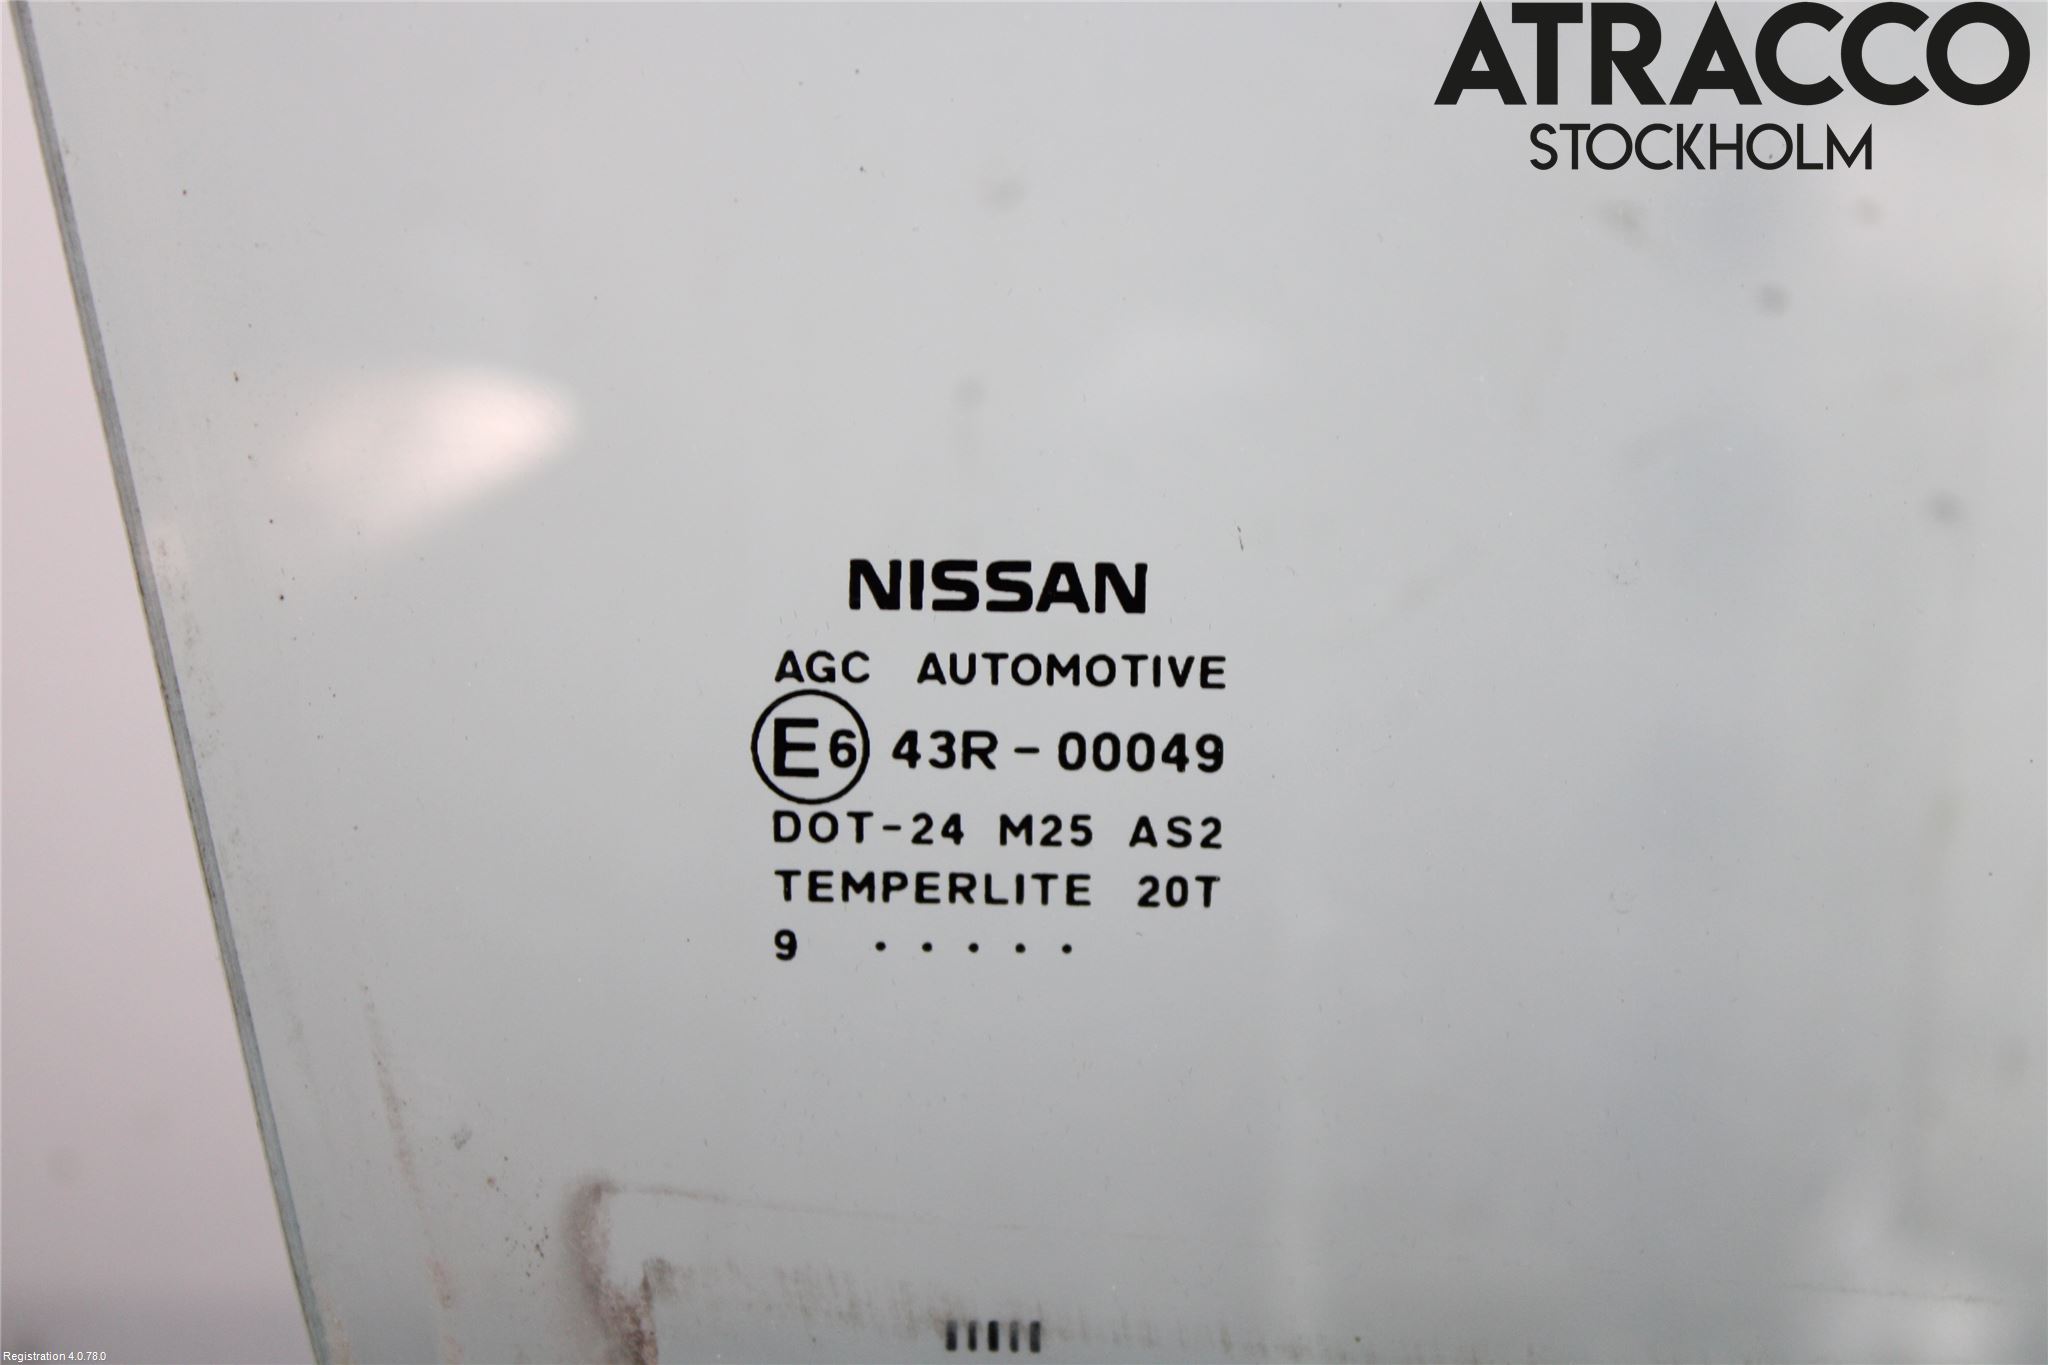 ATRACCO
STOCKHOLM
NISSAN
AGC AUTOMOTIVE
E6 43R-00049
DOT-24 M25 AS2
TEMPERLITE 20T
9 . . . . .
Registration 4.0.78.0